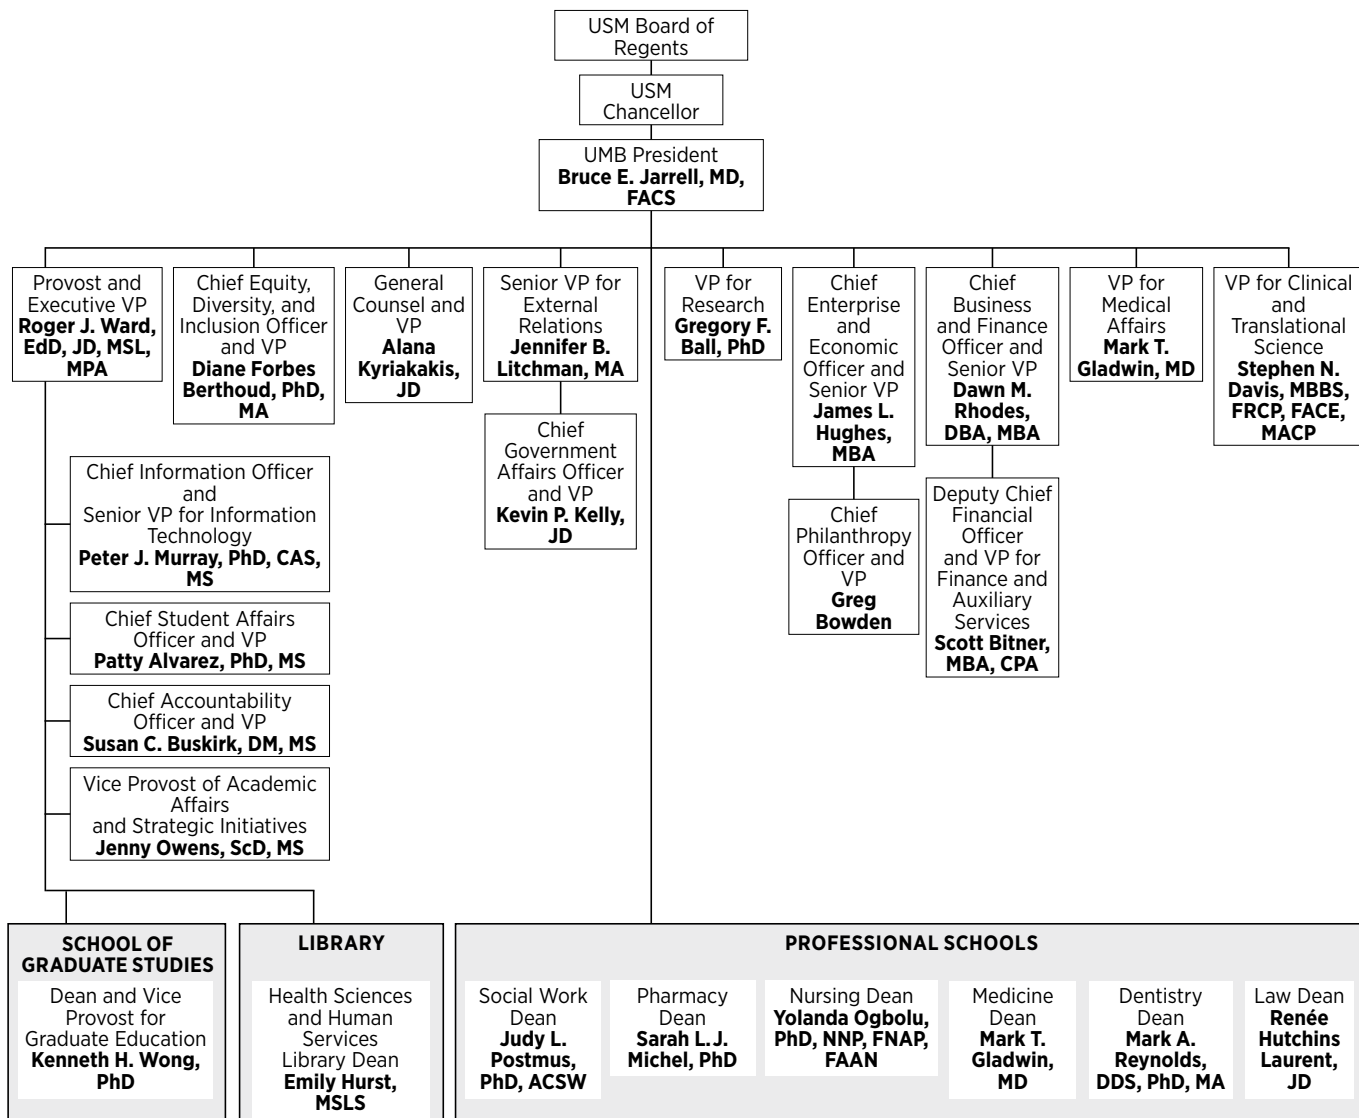 USM Board of
Regents
USM
Chancellor
UMB President
Bruce E. Jarrell, MD,
FACS
Provost and
Executive VP
Roger J. Ward,
EdD, JD, MSL,
MPA
Chief Equity,
Diversity, and
Inclusion Officer
and VP
Diane Forbes
Berthoud, PhD,
MA
General
Counsel and
VP
Alana
Kyriakakis,
JD
Senior VP for
External
Relations
Jennifer B.
Litchman, MA
VP for
Research
Gregory F.
Ball, PhD
Chief
Enterprise
and
Economic
Officer and
Senior VP
James L.
Hughes,
MBA
Chief
Business
and Finance
Officer and
Senior VP
Dawn M.
Rhodes,
DBA, MBA
VP for
Medical
Affairs
Mark T.
Gladwin, MD
VP for Clinical
and
Translational
Science
Stephen N.
Davis, MBBS,
FRCP, FACE,
MACP
Chief
Government
Affairs Officer
and VP
Kevin P. Kelly,
JD
Chief
Philanthropy
Officer and
VP
Greg
Bowden
Deputy Chief
Financial
Officer
and VP for
Finance and
Auxiliary
Services
Scott Bitner,
MBA, CPA
Chief Information Officer
and
Senior VP for Information
Technology
Peter J. Murray, PhD, CAS,
MS
Chief Student Affairs
Officer and VP
Patty Alvarez, PhD, MS
Chief Accountability
Officer and VP
Susan C. Buskirk, DM, MS
Vice Provost of Academic
Affairs
and Strategic Initiatives
Jenny Owens, ScD, MS
SCHOOL OF
GRADUATE STUDIES
Dean and Vice
Provost for
Graduate Education
Kenneth H. Wong,
PhD
LIBRARY
Health Sciences
and Human
Services
Library Dean
Emily Hurst,
MSLS
PROFESSIONAL SCHOOLS
Social Work
Dean
Judy L.
Postmus,
PhD, ACSW
Pharmacy
Dean
Sarah L.J.
Michel, PhD
Nursing Dean
Yolanda Ogbolu,
PhD, NNP, FNAP,
FAAN
Medicine
Dean
Mark T.
Gladwin,
MD
Dentistry
Dean
Mark A.
Reynolds,
DDS, PhD, MA
Law Dean
Renée
Hutchins
Laurent,
JD